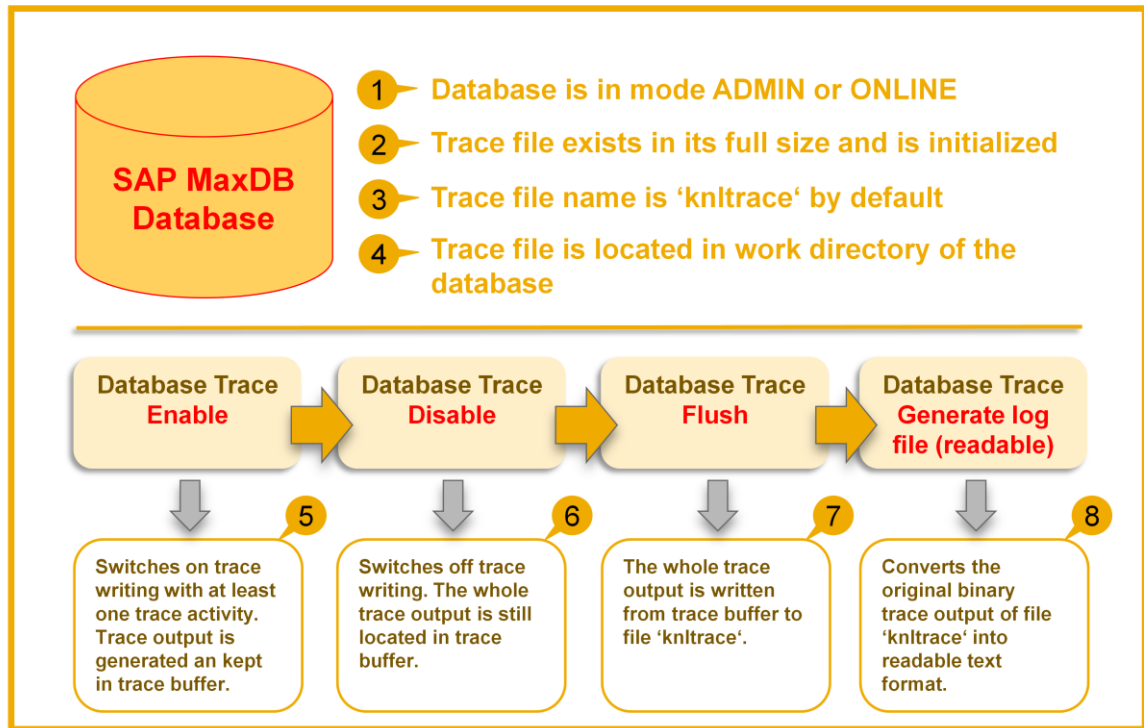 SAP MaxDB
Database
1 Database is in mode ADMIN or ONLINE
2 Trace file exists in its full size and is initialized
3 Trace file name is ‘knltrace‘ by default
4 Trace file is located in work directory of the
database
Database Trace
Enable
Database Trace
Disable
Database Trace
Flush
Database Trace
Generate log
file (readable)
5
Switches on trace
writing with at least
one trace activity.
Trace output is
generated an kept
in trace buffer.
6
Switches off trace
writing. The whole
trace output is still
located in trace
buffer.
7
The whole trace
output is written
from trace buffer to
file ‘knltrace‘.
8
Converts the
original binary
trace output of file
‘knltrace‘ into
readable text
format.